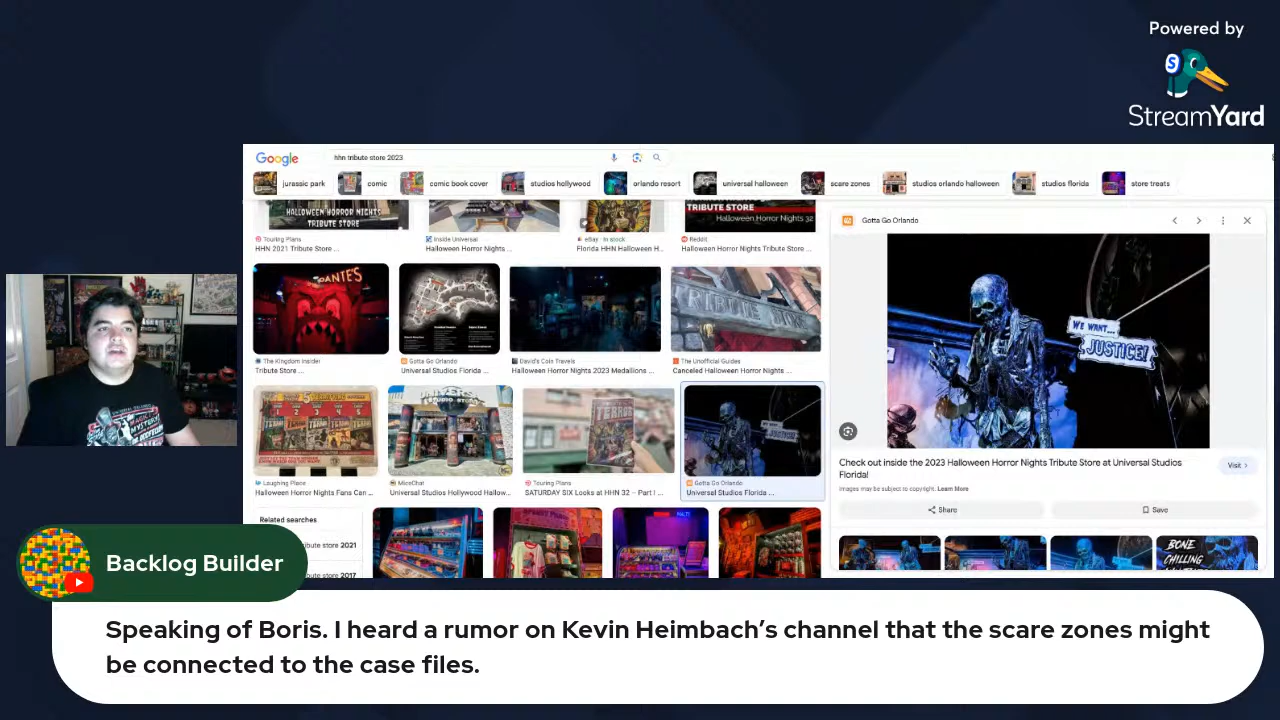 Powered by
S
StreamYard
Google
hhn tribute store 2023
jurassic park
comic
comic book cover
studios hollywood
orlando resort
universal halloween
scare zones
studios orlando halloween
studios florida
store treats
HALLOWEEN HORROR NIGHTS
TRIBUTE STORE
TRIBUTE STORE
Halloween Horror Nights 32
Touring Plans
HHN 2021 Tribute Store ...
Inside Universal
Halloween Horror Nights ...
eBay · In stock
Florida HHN Halloween H...
Reddit
Halloween Horror Nights Tribute Store ...
DANTE'S
TRIBUTE STORE
The Kingdom Insider
Tribute Store ...
Gotta Go Orlando
Universal Studios Florida ...
David's Coin Travels
Halloween Horror Nights 2023 Medallions ...
The Unofficial Guides
Canceled Halloween Horror Nights ...
TERROR
Laughing Place
Halloween Horror Nights Fans Can ...
MiceChat
Universal Studios Hollywood Hallow...
Touring Plans
SATURDAY SIX Looks at HHN 32 – Part I ...
Gotta Go Orlando
Universal Studios Florida ...
Related searches
tribute store 2021
tribute store 2017
Gotta Go Orlando
WE WANT...
JUSTICE!
Check out inside the 2023 Halloween Horror Nights Tribute Store at Universal Studios
Florida!
Visit
Images may be subject to copyright. Learn More
Share
Save
BONE
CHILLING
Backlog Builder
Speaking of Boris. I heard a rumor on Kevin Heimbach's channel that the scare zones might
be connected to the case files.